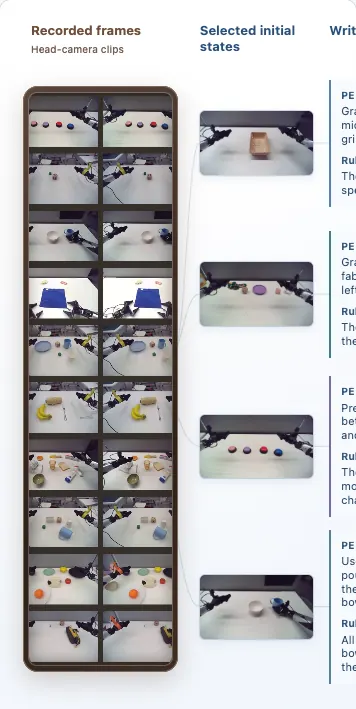 Recorded frames
Head-camera clips
Selected initial
states
Writ
PE
Gra
mic
gri
Rul
The
spe
PE
Gra
fab
left
Rul
The
the
PE
Pre
bet
and
Rul
The
mo
cha
PE
Us
pou
the
bo
Rul
All
bov
the